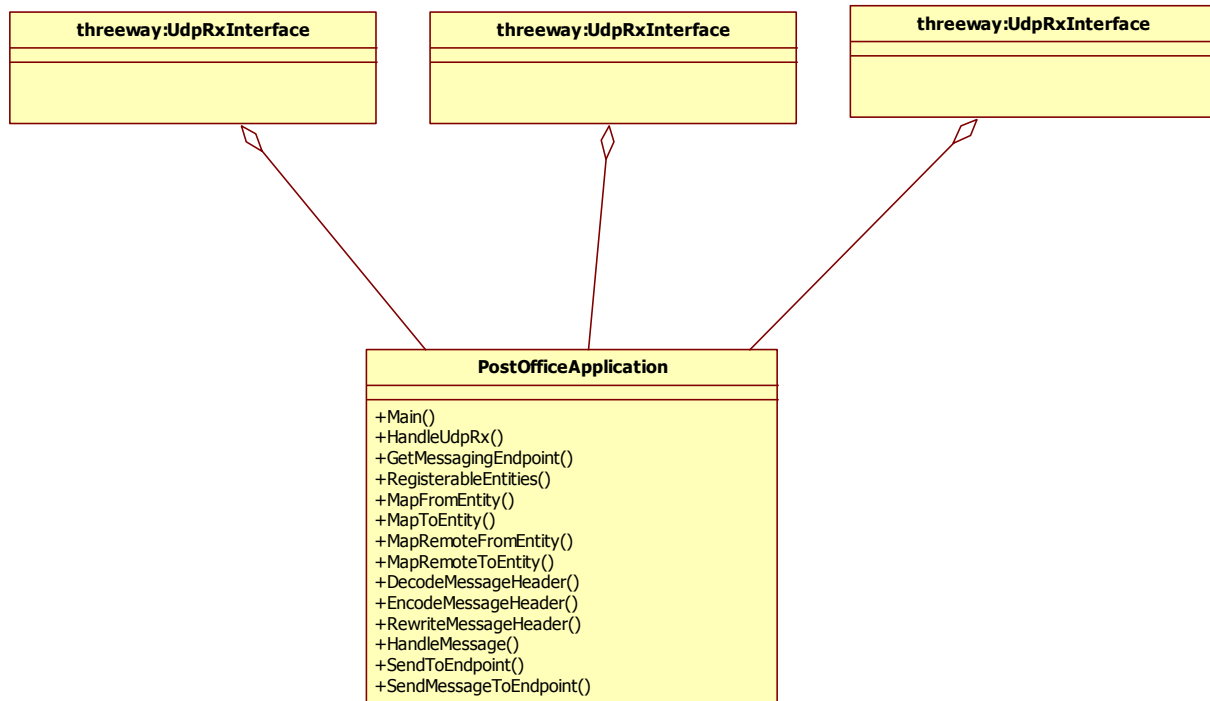 threeway:UdpRxInterface
threeway:UdpRxInterface
threeway:UdpRxInterface
PostOfficeApplication
+Main()
+HandleUdpRx()
+GetMessagingEndpoint()
+RegisterableEntities()
+MapFromEntity()
+MapToEntity()
+MapRemoteFromEntity()
+MapRemoteToEntity()
+DecodeMessageHeader()
+EncodeMessageHeader()
+RewriteMessageHeader()
+HandleMessage()
+SendToEndpoint()
+SendMessageToEndpoint()